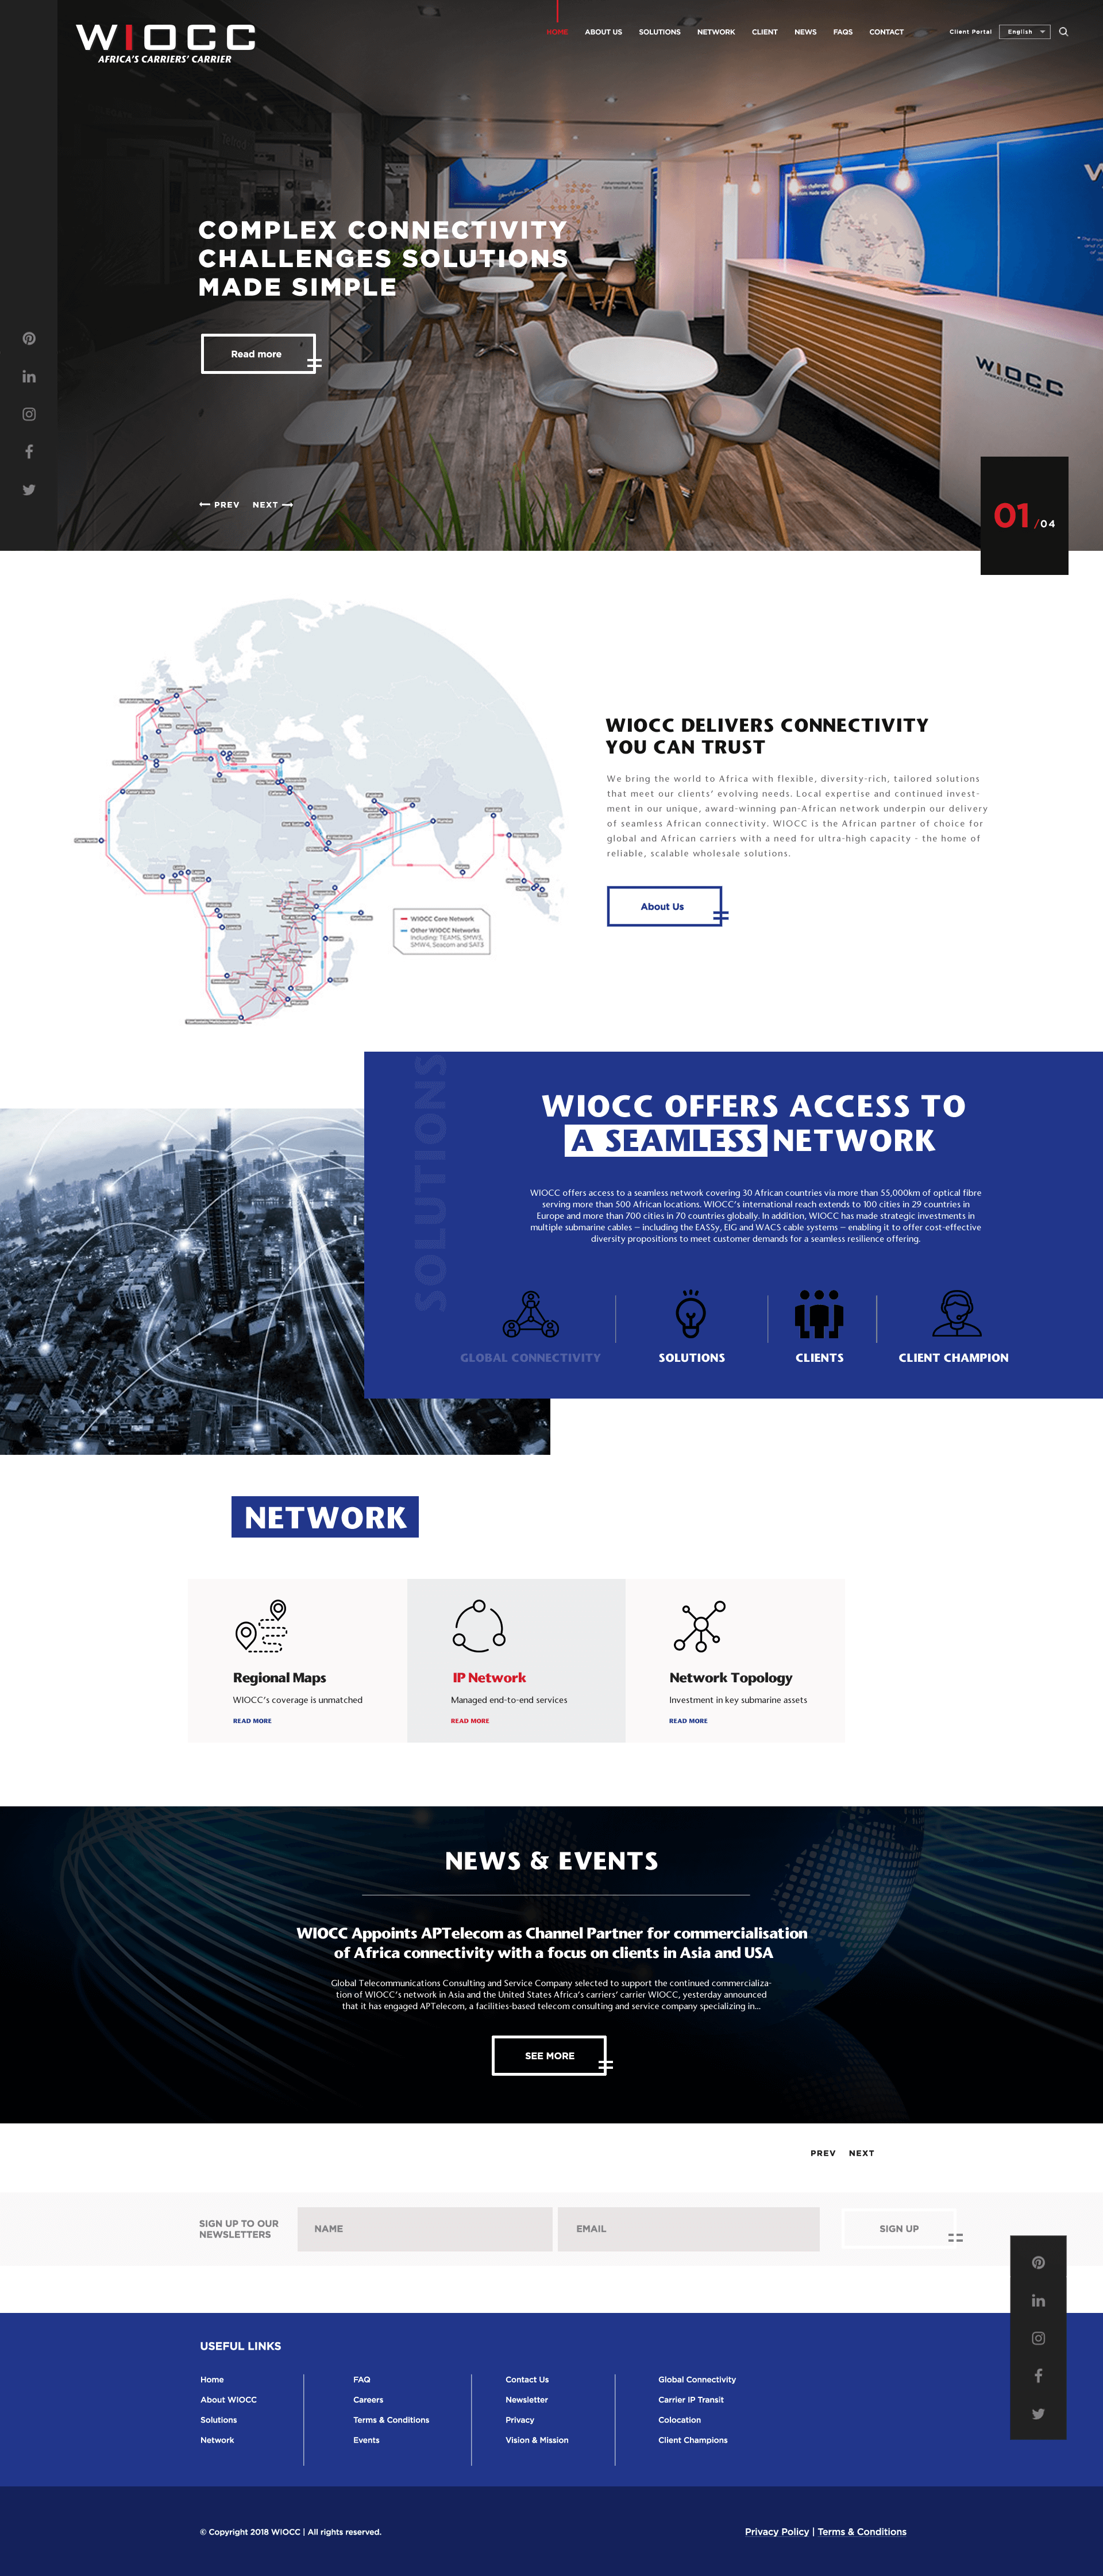 WIOCC
AFRICA'S CARRIERS' CARRIER
HOME ABOUT US SOLUTIONS NETWORK CLIENT NEWS FAQS CONTACT
Client Portal English
COMPLEX CONNECTIVITY
CHALLENGES SOLUTIONS
MADE SIMPLE
Read more
WIOCC
AFRICA'S CARRIERS' CARRIER
PREV NEXT
01 /04
WIOCC Core Network
Other WIOCC Networks
including: TEAMS, SMW3,
SMW4, Seacom and SAT3
WIOCC DELIVERS CONNECTIVITY
YOU CAN TRUST
We bring the world to Africa with flexible, diversity-rich, tailored solutions
that meet our clients' evolving needs. Local expertise and continued invest-
ment in our unique, award-winning pan-African network underpin our delivery
of seamless African connectivity. WIOCC is the African partner of choice for
global and African carriers with a need for ultra-high capacity - the home of
reliable, scalable wholesale solutions.
About Us
SOLUTIONS
WIOCC OFFERS ACCESS TO
A SEAMLESS NETWORK
WIOCC offers access to a seamless network covering 30 African countries via more than 55,000km of optical fibre
serving more than 500 African locations. WIOCC's international reach extends to 100 cities in 29 countries in
Europe and more than 700 cities in 70 countries globally. In addition, WIOCC has made strategic investments in
multiple submarine cables – including the EASSy, EIG and WACS cable systems – enabling it to offer cost-effective
diversity propositions to meet customer demands for a seamless resilience offering.
GLOBAL CONNECTIVITY SOLUTIONS CLIENTS CLIENT CHAMPION
NETWORK
Regional Maps
WIOCC's coverage is unmatched
READ MORE
IP Network
Managed end-to-end services
READ MORE
Network Topology
Investment in key submarine assets
READ MORE
NEWS & EVENTS
WIOCC Appoints APTelecom as Channel Partner for commercialisation
of Africa connectivity with a focus on clients in Asia and USA
Global Telecommunications Consulting and Service Company selected to support the continued commercializa-
tion of WIOCC's network in Asia and the United States Africa's carriers' carrier WIOCC, yesterday announced
that it has engaged APTelecom, a facilities-based telecom consulting and service company specializing in...
SEE MORE
PREV NEXT
SIGN UP TO OUR
NEWSLETTERS
NAME
EMAIL
SIGN UP
USEFUL LINKS
Home
About WIOCC
Solutions
Network
FAQ
Careers
Terms & Conditions
Events
Contact Us
Newsletter
Privacy
Vision & Mission
Global Connectivity
Carrier IP Transit
Colocation
Client Champions
© Copyright 2018 WIOCC | All rights reserved.
Privacy Policy | Terms & Conditions